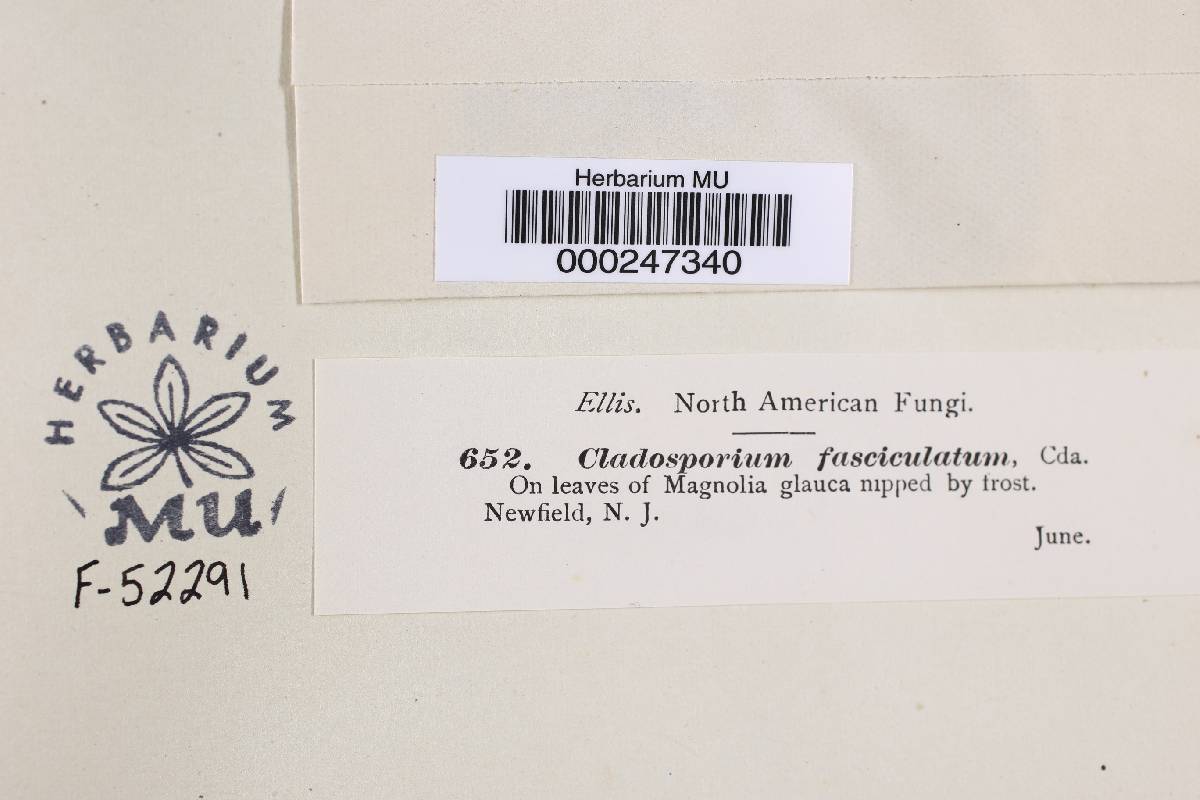 Herbarium MU
000247340
HERBARIUM
MU
F-52291
Ellis. North American Fungi.
652. Cladosporium fasciculatum, Cda.
On leaves of Magnolia glauca nipped by frost.
Newfield, N. J.
June.